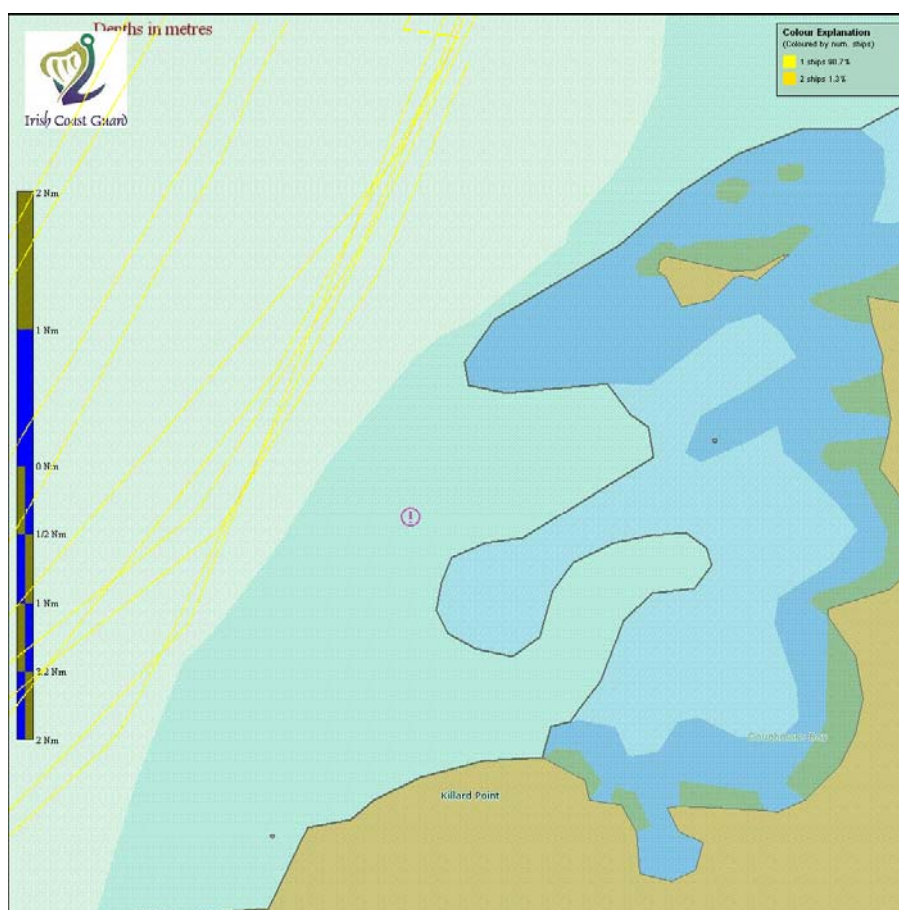 Depths in metres
Irish Coast Guard
Colour Explanation
(Coloured by num. ships)
1 ships 98.7%
2 ships 1.3%
2 Nm
1 Nm
0 Nm
1/2 Nm
1 Nm
2 Nm
Killard Point
Bay